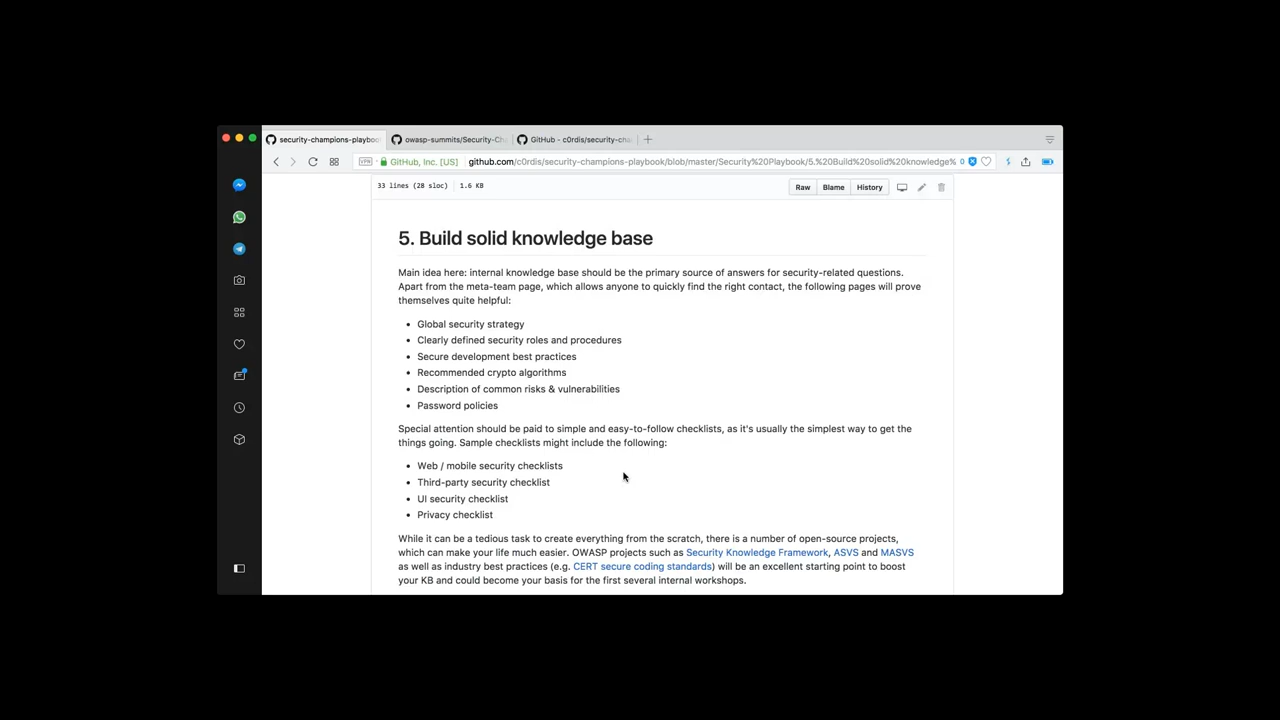 security-champions-playboo
owasp-summits/Security-Ch
GitHub - c0rdis/security-cha
VPN
GitHub, Inc. [US]
github.com/c0rdis/security-champions-playbook/blob/master/Security%20Playbook/5.%20Build%20solid%20knowledge%
0
33 lines (28 sloc) 1.6 KB
Raw Blame History
5. Build solid knowledge base
Main idea here: internal knowledge base should be the primary source of answers for security-related questions.
Apart from the meta-team page, which allows anyone to quickly find the right contact, the following pages will prove
themselves quite helpful:
• Global security strategy
• Clearly defined security roles and procedures
• Secure development best practices
• Recommended crypto algorithms
• Description of common risks & vulnerabilities
• Password policies
Special attention should be paid to simple and easy-to-follow checklists, as it's usually the simplest way to get the
things going. Sample checklists might include the following:
• Web / mobile security checklists
• Third-party security checklist
• UI security checklist
• Privacy checklist
While it can be a tedious task to create everything from the scratch, there is a number of open-source projects,
which can make your life much easier. OWASP projects such as Security Knowledge Framework, ASVS and MASVS
as well as industry best practices (e.g. CERT secure coding standards) will be an excellent starting point to boost
your KB and could become your basis for the first several internal workshops.